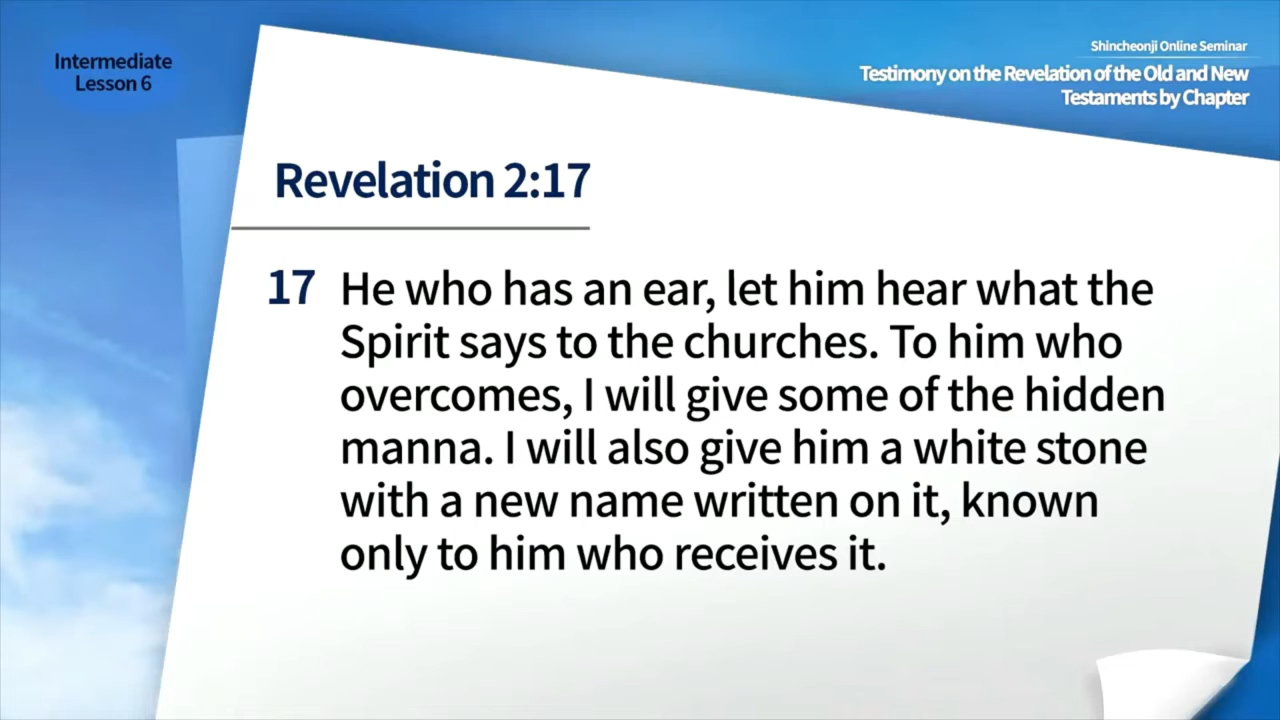 Intermediate
Lesson 6
Shincheonji Online Seminar
Testimony on the Revelation of the Old and New
Testaments by Chapter
Revelation 2:17
17 He who has an ear, let him hear what the
Spirit says to the churches. To him who
overcomes, I will give some of the hidden
manna. I will also give him a white stone
with a new name written on it, known
only to him who receives it.